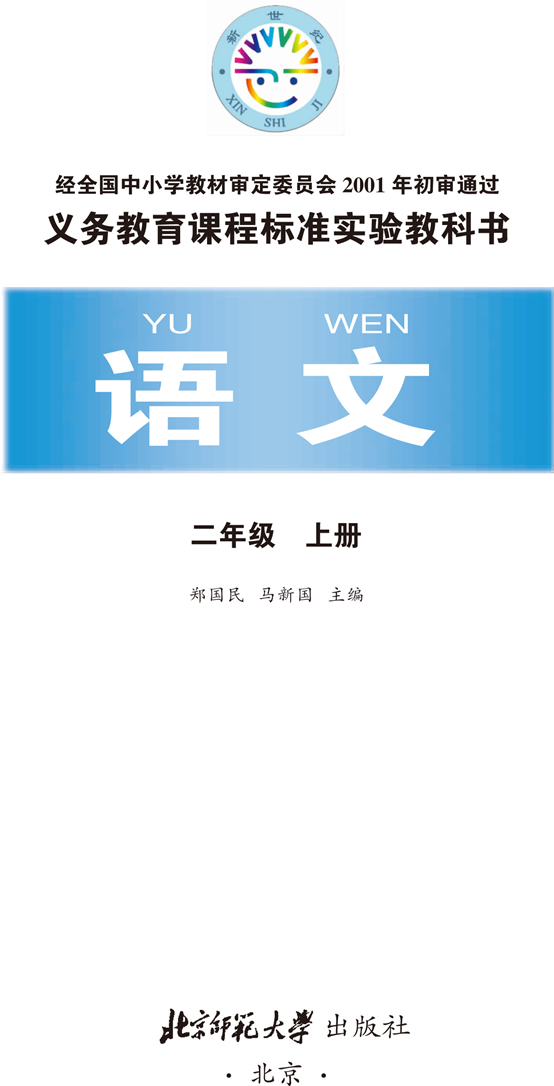 新世纪
XIN SHI JI
经全国中小学教材审定委员会 2001 年初审通过
义务教育课程标准实验教科书
YU WEN
语文
二年级 上册
郑国民 马新国 主编
北京师范大学出版社
·北京·